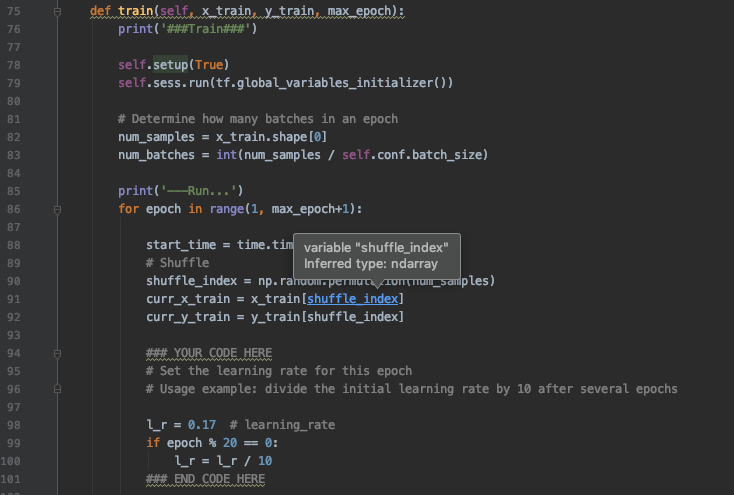 75 def train(self, x_train, y_train, max_epoch):
76 print('###Train###')
77
78 self.setup(True)
79 self.sess.run(tf.global_variables_initializer())
80
81 # Determine how many batches in an epoch
82 num_samples = x_train.shape[0]
83 num_batches = int(num_samples / self.conf.batch_size)
84
85 print('---Run...')
86 for epoch in range(1, max_epoch+1):
87
variable "shuffle_index"
88 start_time = time.tim
Inferred type: ndarray
89 # Shuffle
90 shuffle_index = np.random.permutation(num_samples)
91 curr_x_train = x_train[shuffle_index]
92 curr_y_train = y_train[shuffle_index]
93
94 ### YOUR CODE HERE
95 # Set the learning rate for this epoch
96 # Usage example: divide the initial learning rate by 10 after several epochs
97
98 l_r = 0.17 # learning_rate
99 if epoch % 20 == 0:
100 l_r = l_r / 10
101 ### END CODE HERE